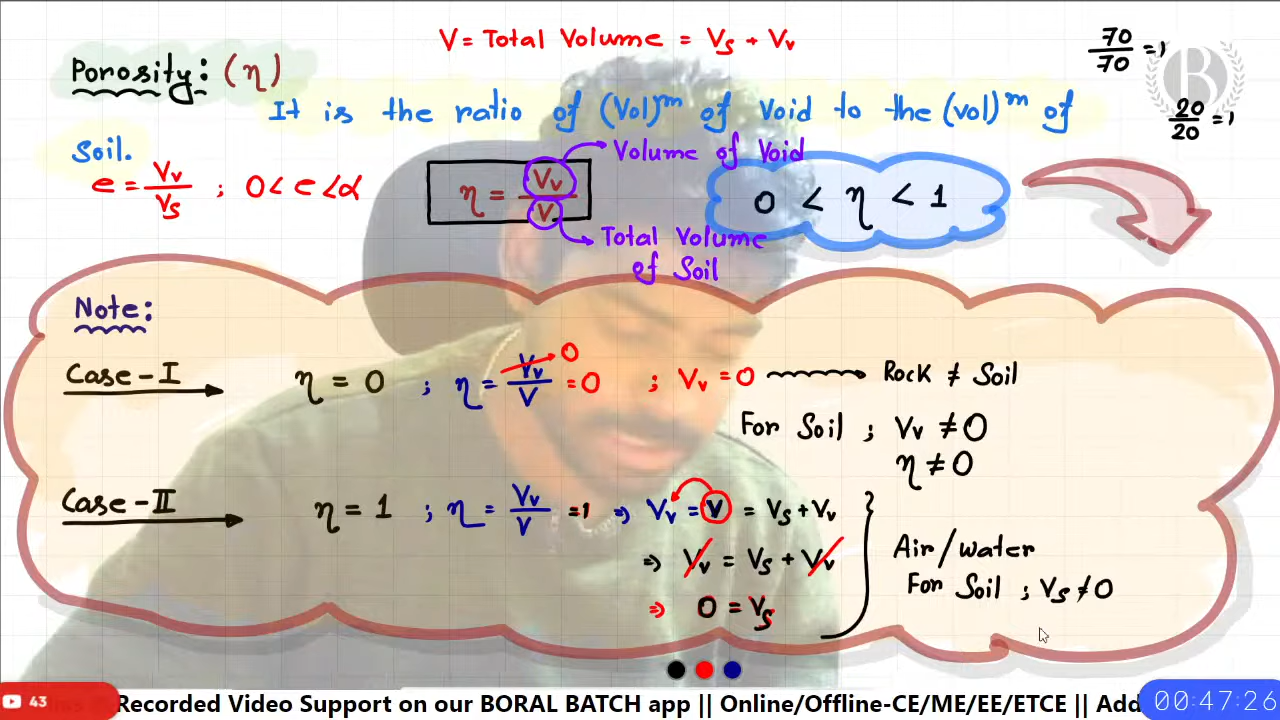 V = Total Volume = Vs + Vv
70/70 = 1
Porosity: (η)
It is the ratio of (Vol)m of Void to the (vol)m of
20/20 = 1
Soil.
Volume of Void
e = Vv/Vs ; 0 < e < α
η = Vv/V
0 < η < 1
Total Volume
of Soil
Note:
Case-I η = 0 ; η = Vv/V = 0 ; Vv = 0 Rock ≠ Soil
0
For Soil ; Vv ≠ 0
η ≠ 0
Case-II η = 1 ; η = Vv/V = 1 ⇒ Vv = V = Vs + Vv
⇒ Vv = Vs + Vv
Air/water
For Soil ; Vs ≠ 0
⇒ 0 = Vs
43
Recorded Video Support on our BORAL BATCH app || Online/Offline-CE/ME/EE/ETCE || Add
00:47:26
B